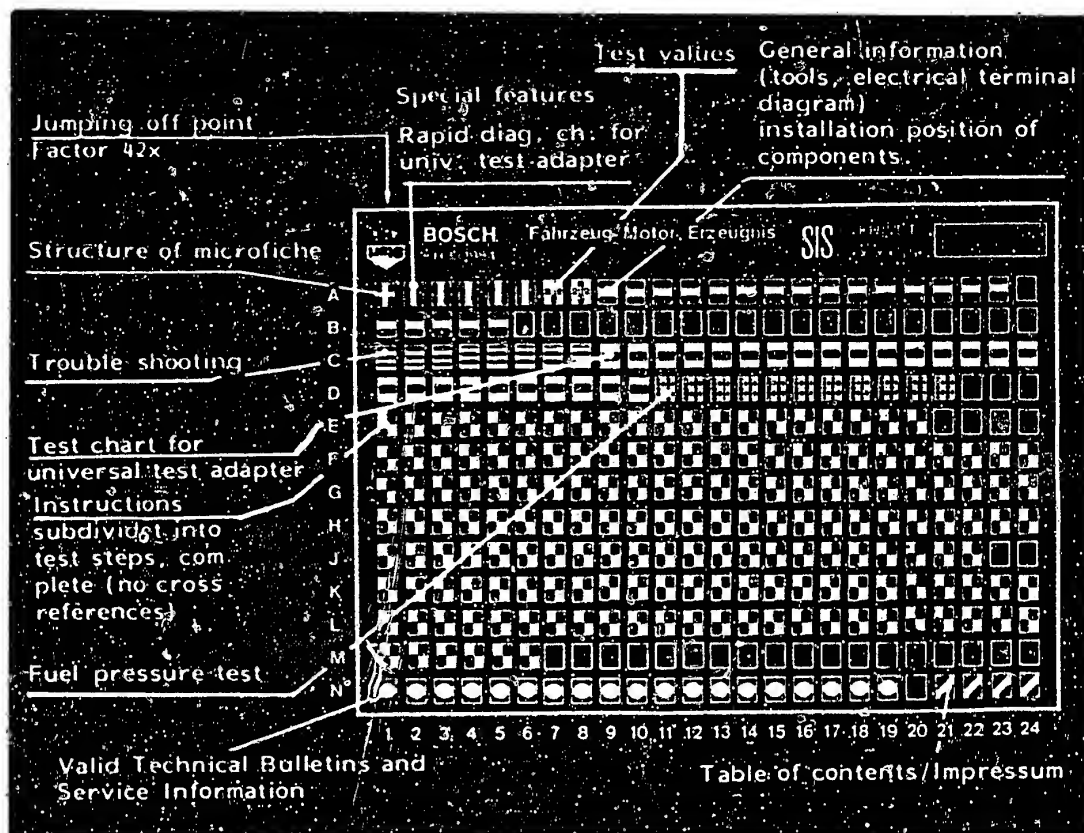 Test values
General information
(tools, electrical terminal
diagram)
installation position of
components
Special features
Rapid diag. ch. for
univ. test adapter
Jumping off point
Factor 42x
Structure of microfiche
BOSCH
Fahrzeug-Motor, Erzeugnis
SIS
A
B
Trouble shooting
C
D
E
Test chart for
universal test adapter
F
G
Instructions
subdividet into
test steps, com
plete (no cross
references)
H
J
K
L
M
Fuel pressure test
N
1 2 3 4 5 6 7 8 9 10 11 12 13 14 15 16 17 18 19 20 21 22 23 24
Valid Technical Bulletins and
Service Information
Table of contents/Impressum